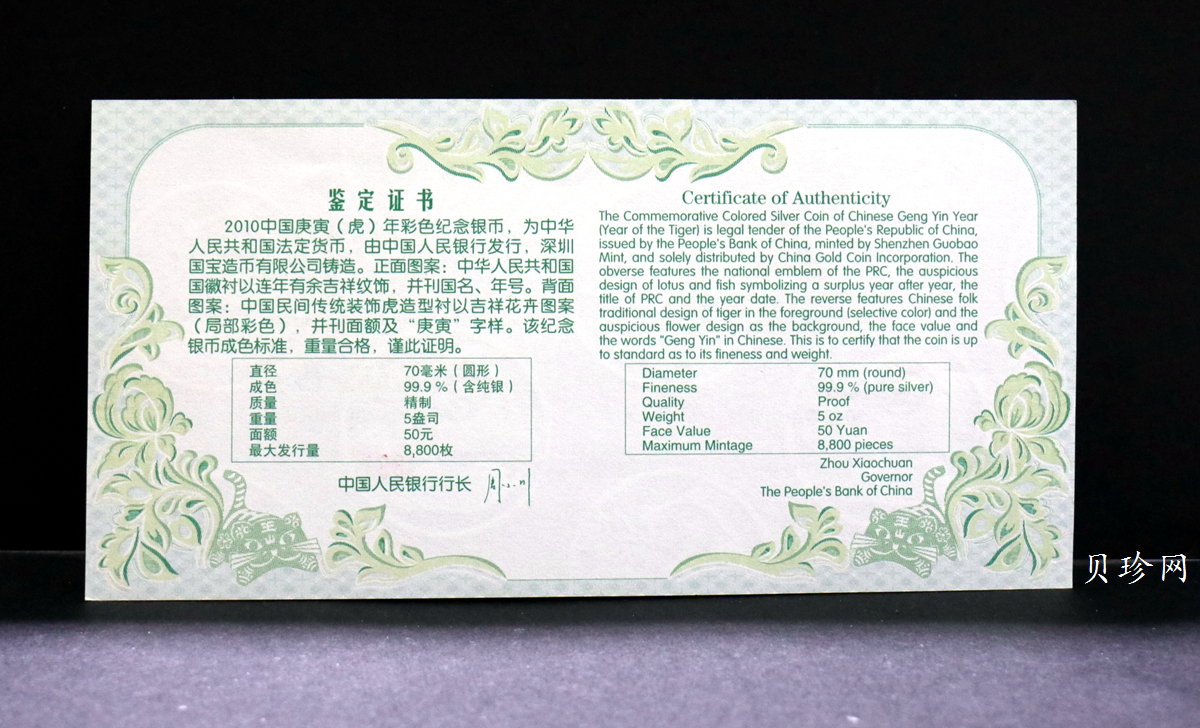 鉴定证书
2010中国庚寅（虎）年彩色纪念银币，为中华
人民共和国法定货币，由中国人民银行发行，深圳
国宝造币有限公司铸造。正面图案：中华人民共和国
国徽衬以连年有余吉祥纹饰，并刊国名、年号。背面
图案：中国民间传统装饰虎造型衬以吉祥花卉图案
（局部彩色），并刊面额及“庚寅”字样。该纪念
银币成色标准，重量合格，谨此证明。
直径 70毫米（圆形）
成色 99.9 %（含纯银）
质量 精制
重量 5盎司
面额 50元
最大发行量 8,800枚
中国人民银行行长 周小川
Certificate of Authenticity
The Commemorative Colored Silver Coin of Chinese Geng Yin Year
(Year of the Tiger) is legal tender of the People's Republic of China,
issued by the People's Bank of China, minted by Shenzhen Guobao
Mint, and solely distributed by China Gold Coin Incorporation. The
obverse features the national emblem of the PRC, the auspicious
design of lotus and fish symbolizing a surplus year after year, the
title of PRC and the year date. The reverse features Chinese folk
traditional design of tiger in the foreground (selective color) and the
auspicious flower design as the background, the face value and
the words "Geng Yin" in Chinese. This is to certify that the coin is up
to standard as to its fineness and weight.
Diameter 70 mm (round)
Fineness 99.9 % (pure silver)
Quality Proof
Weight 5 oz
Face Value 50 Yuan
Maximum Mintage 8,800 pieces
Zhou Xiaochuan
Governor
The People's Bank of China
贝珍网